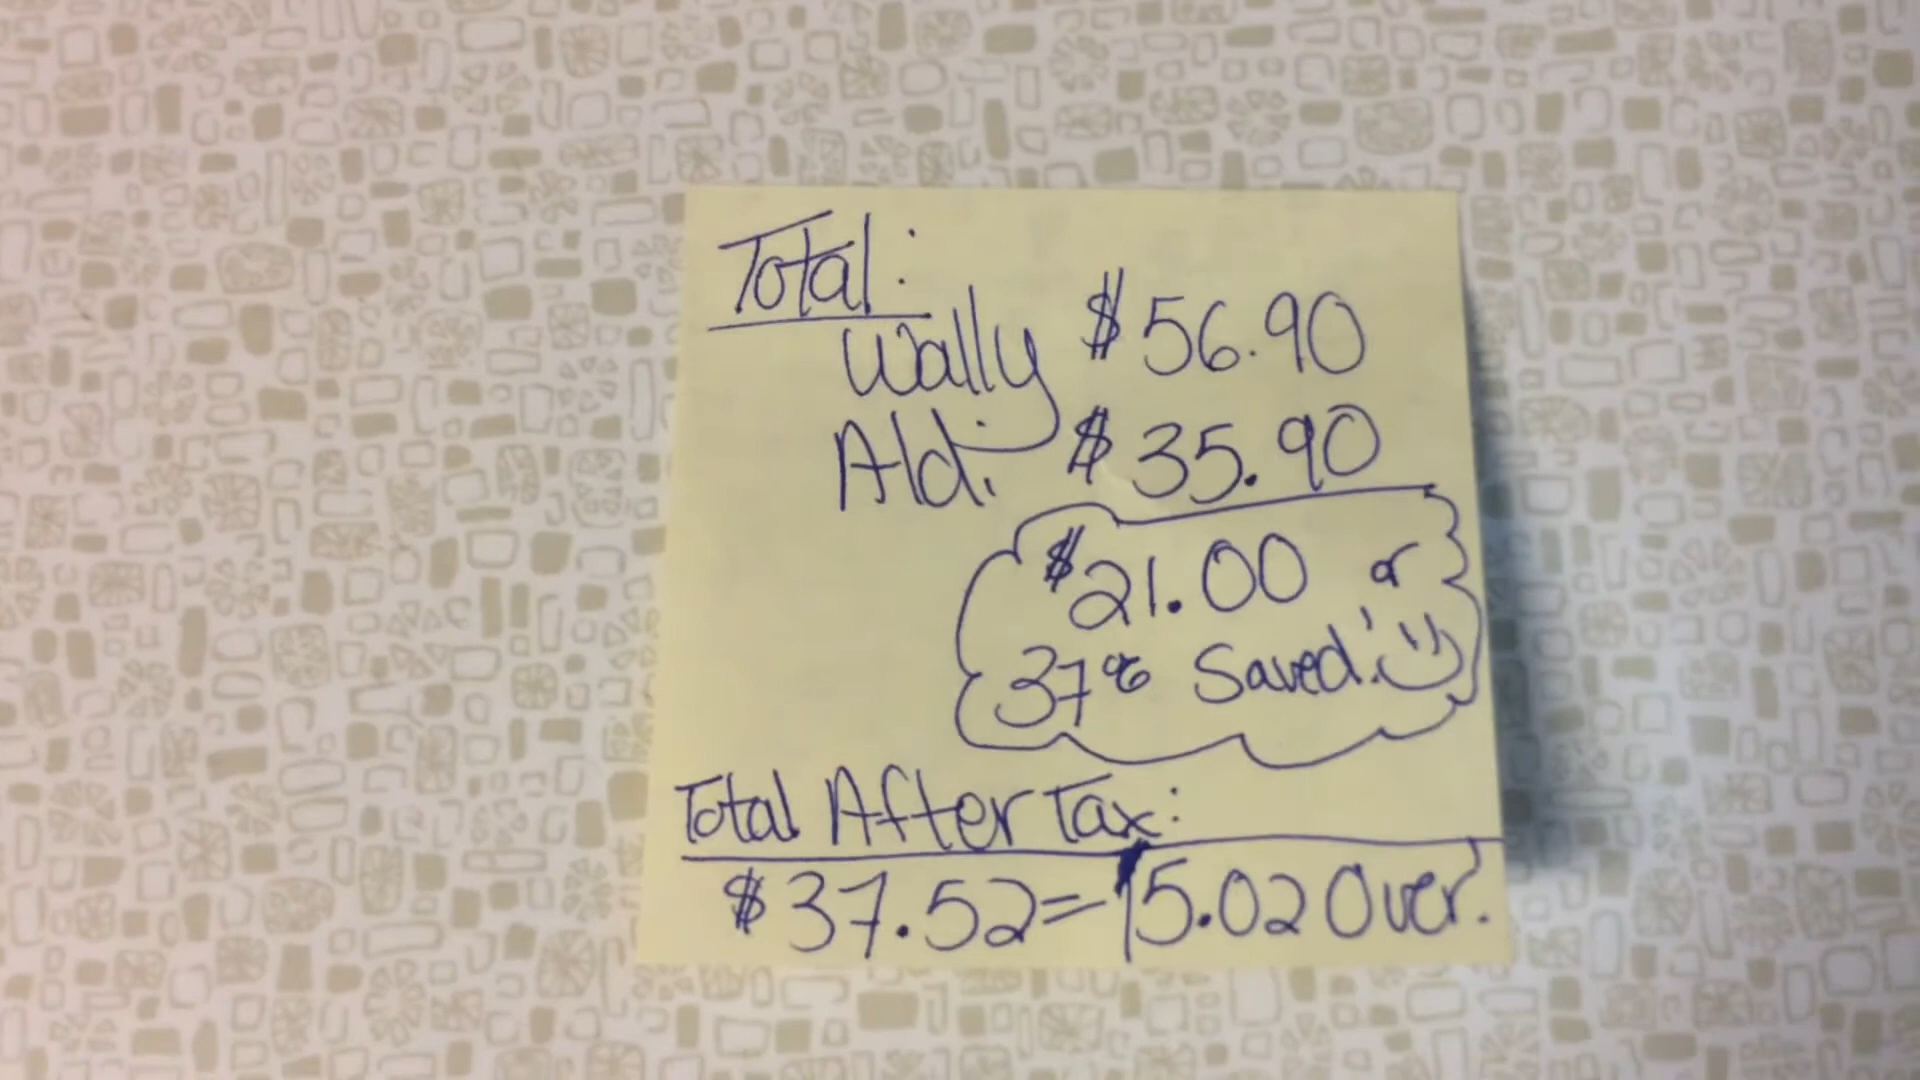 Total:
Wally $56.90
Aldi $35.90
$21.00 or
37% Saved!
Total After Tax:
$37.52= 15.02 Over.